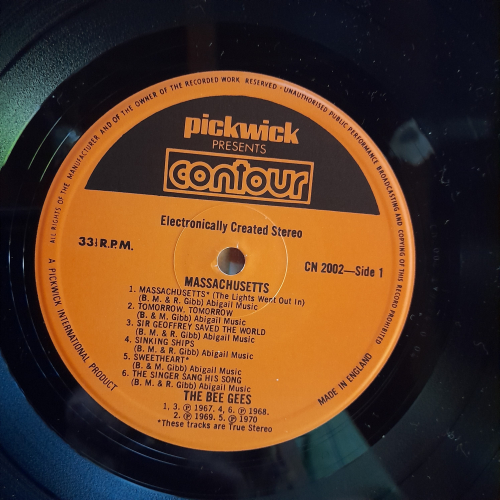 ALL RIGHTS OF THE MANUFACTURER AND OF THE OWNER OF THE RECORDED WORK RESERVED - UNAUTHORISED PUBLIC PERFORMANCE BROADCASTING AND COPYING OF THIS RECORD PROHIBITED
pickwick
PRESENTS
contour
Electronically Created Stereo
33⅓ R.P.M.
CN 2002—Side 1
MASSACHUSETTS
1. MASSACHUSETTS* (The Lights Went Out In)
(B. M. & R. Gibb) Abigail Music
2. TOMORROW, TOMORROW
(B. & M. Gibb) Abigail Music
3. SIR GEOFFREY SAVED THE WORLD
(B. M. & R. Gibb) Abigail Music
4. SINKING SHIPS
(B. M. & R. Gibb) Abigail Music
5. SWEETHEART*
(B. & M. Gibb) Abigail Music
6. THE SINGER SANG HIS SONG
(B. M. & R. Gibb) Abigail Music
THE BEE GEES
1, 3. ℗ 1967. 4, 6. ℗ 1968.
2. ℗ 1969. 5. ℗ 1970
*These tracks are True Stereo
A PICKWICK INTERNATIONAL PRODUCT
MADE IN ENGLAND